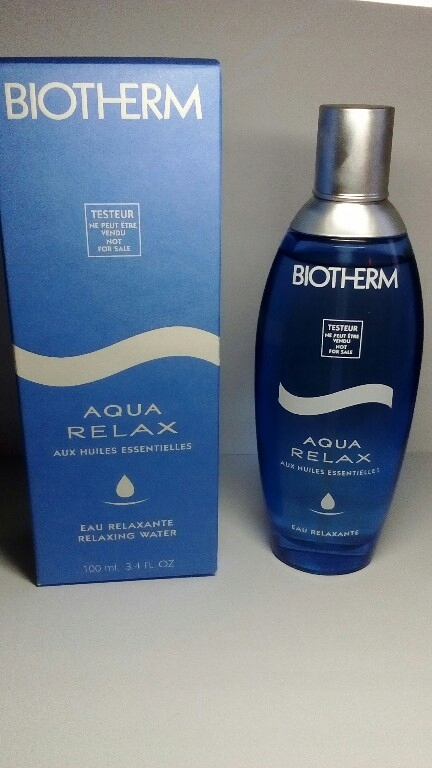 BIOTHERM
TESTEUR
NE PEUT ÊTRE
VENDU
NOT
FOR SALE
AQUA
RELAX
AUX HUILES ESSENTIELLES
EAU RELAXANTE
RELAXING WATER
100 ml. 3.4 FL OZ
BIOTHERM
TESTEUR
NE PEUT ÊTRE
VENDU
NOT
FOR SALE
AQUA
RELAX
AUX HUILES ESSENTIELLES
EAU RELAXANTE